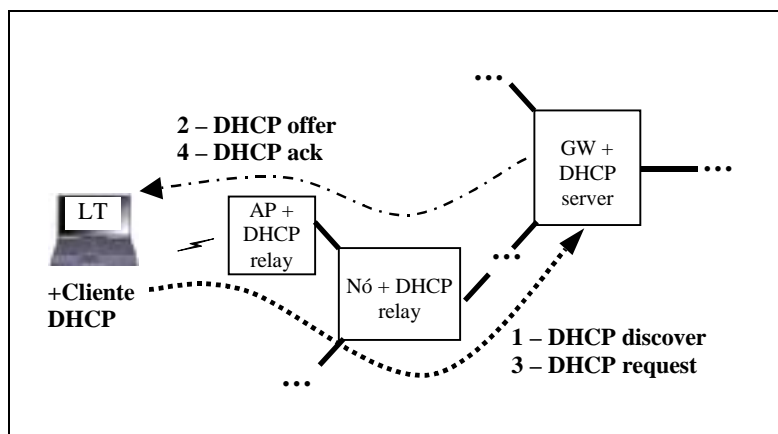 ...
2 – DHCP offer
4 – DHCP ack
GW +
DHCP
server
...
LT
AP +
DHCP
relay
...
+Cliente
DHCP
Nó + DHCP
relay
1 – DHCP discover
3 – DHCP request
...